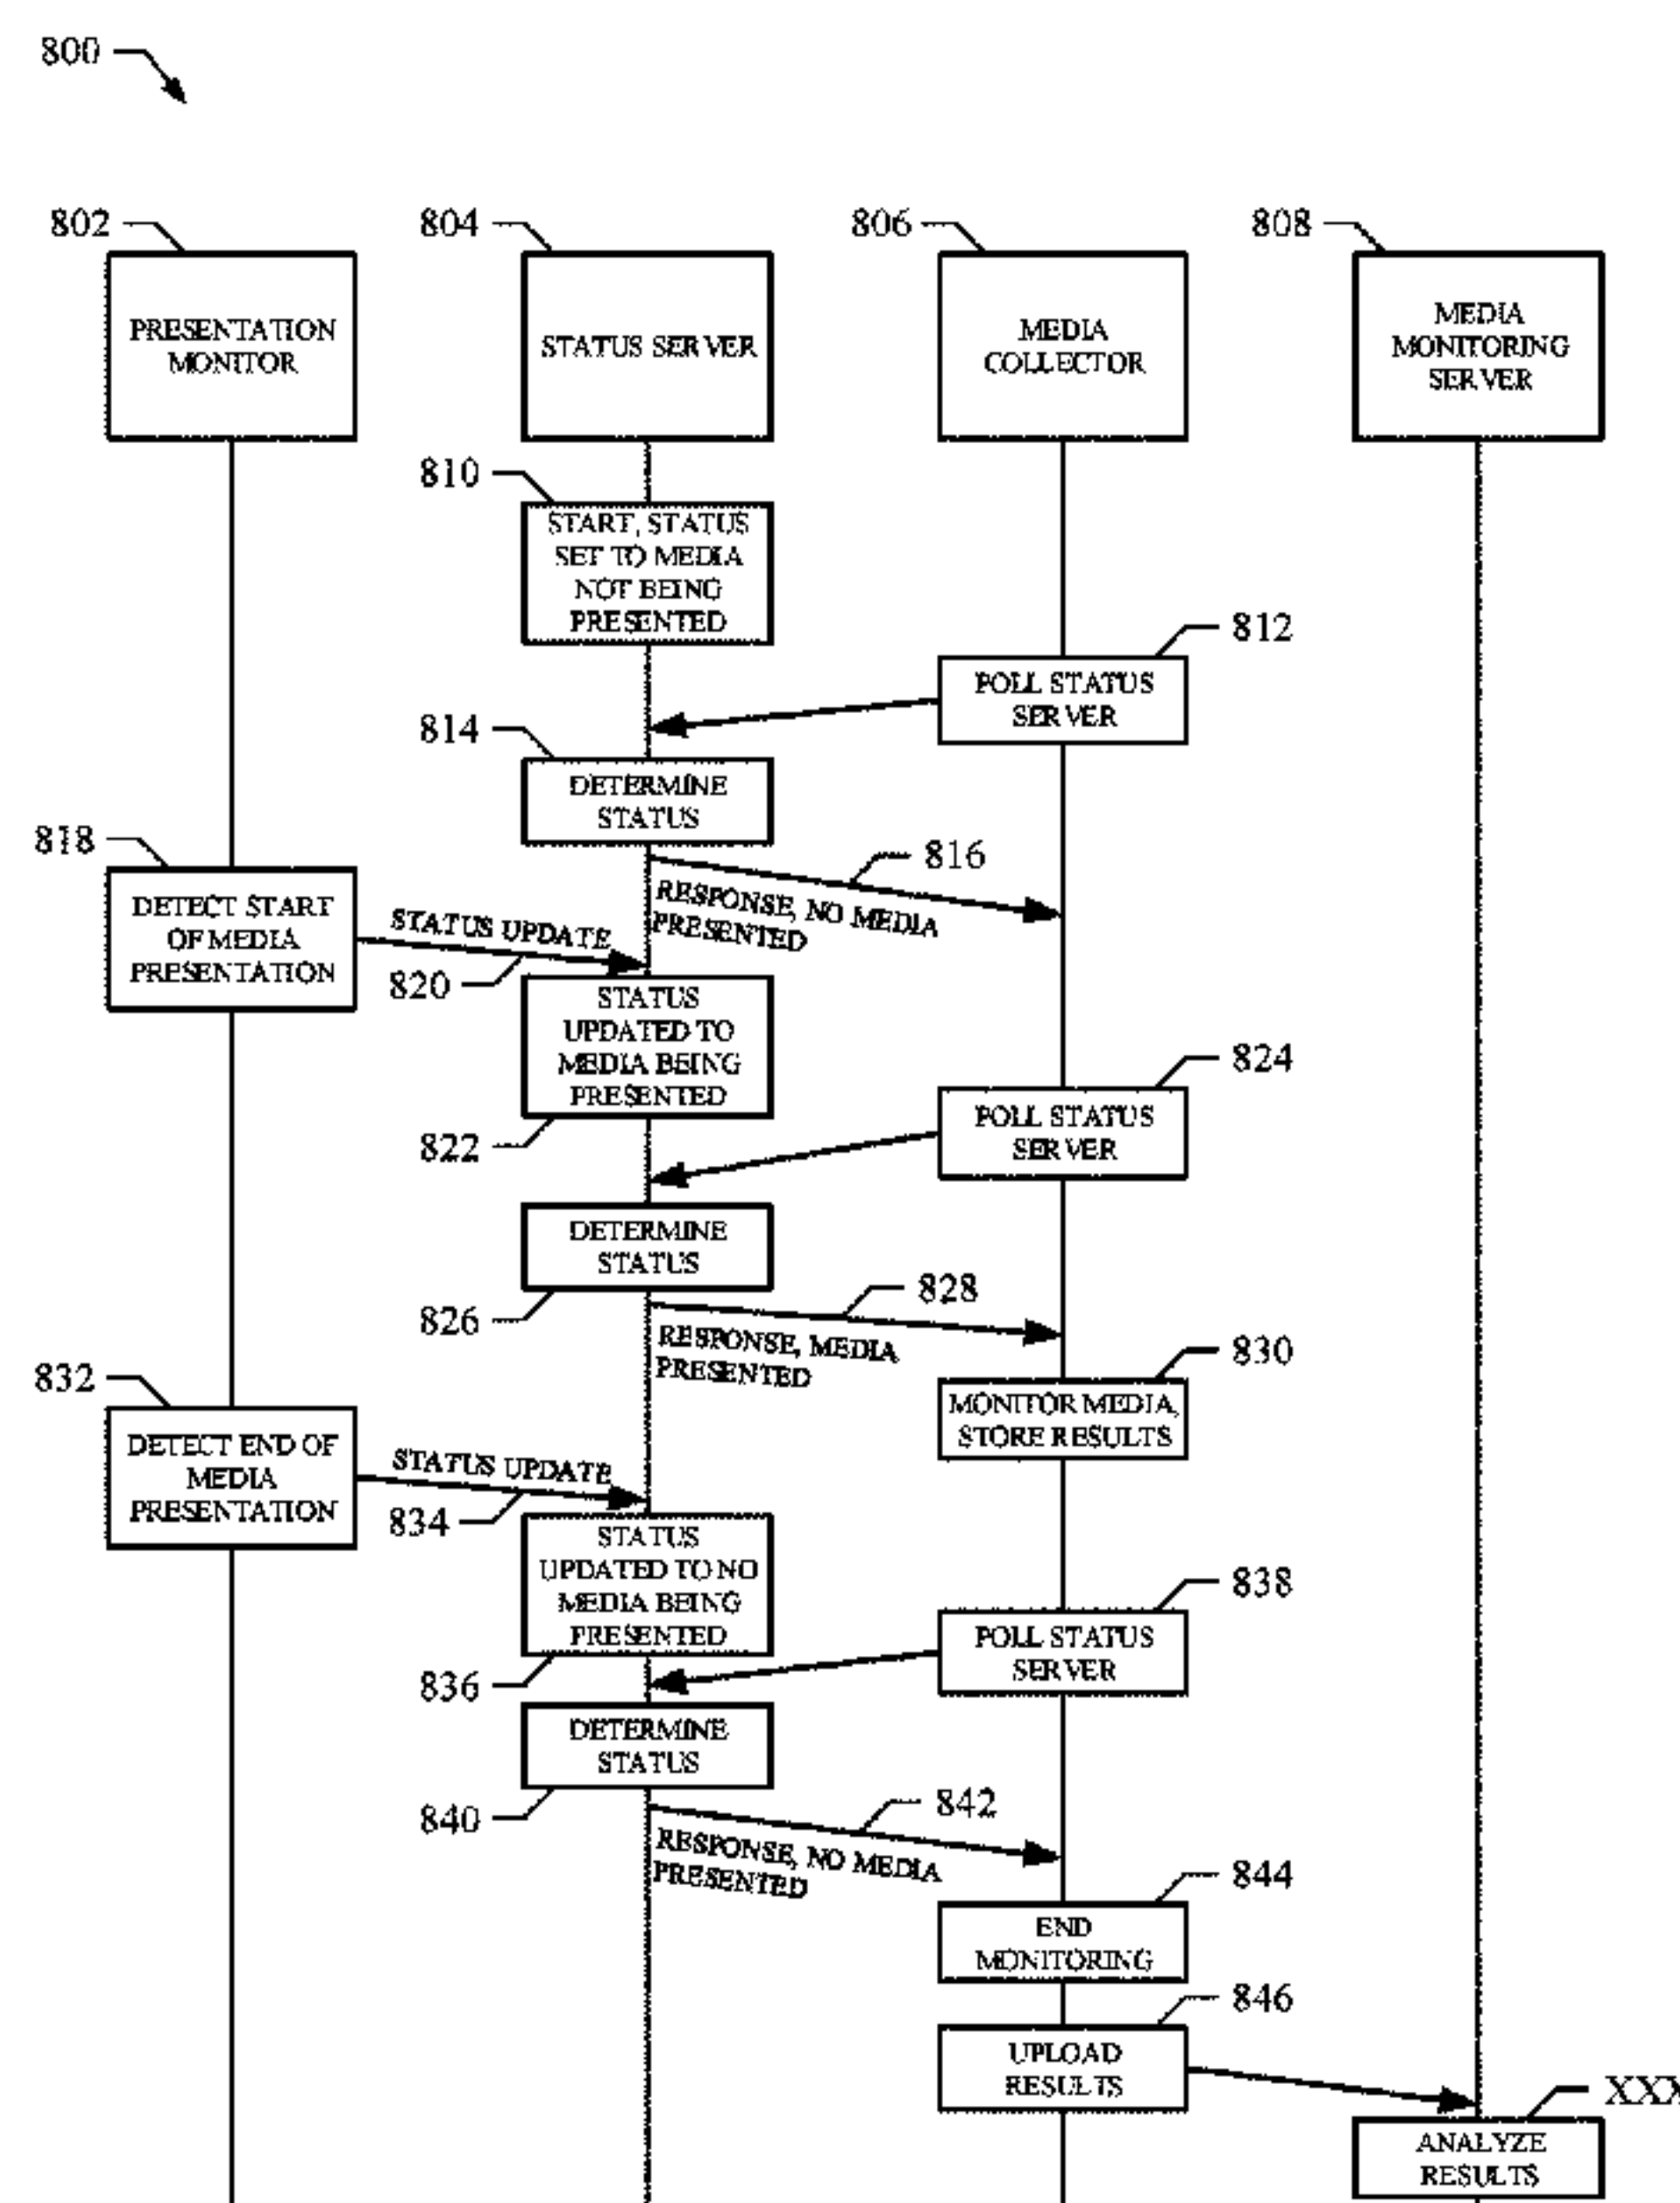 800
802
804
806
808
PRESENTATION
MONITOR
STATUS SERVER
MEDIA
COLLECTOR
MEDIA
MONITORING
SERVER
810
START, STATUS
SET TO MEDIA
NOT BEING
PRESENTED
812
POLL STATUS
SERVER
814
DETERMINE
STATUS
816
RESPONSE, NO MEDIA
PRESENTED
818
DETECT START
OF MEDIA
PRESENTATION
STATUS UPDATE
820
STATUS
UPDATED TO
MEDIA BEING
PRESENTED
822
824
POLL STATUS
SERVER
DETERMINE
STATUS
826
828
RESPONSE, MEDIA
PRESENTED
830
MONITOR MEDIA,
STORE RESULTS
832
DETECT END OF
MEDIA
PRESENTATION
STATUS UPDATE
834
STATUS
UPDATED TO NO
MEDIA BEING
PRESENTED
836
838
POLL STATUS
SERVER
DETERMINE
STATUS
840
842
RESPONSE, NO MEDIA
PRESENTED
844
END
MONITORING
846
UPLOAD
RESULTS
XXX
ANALYZE
RESULTS